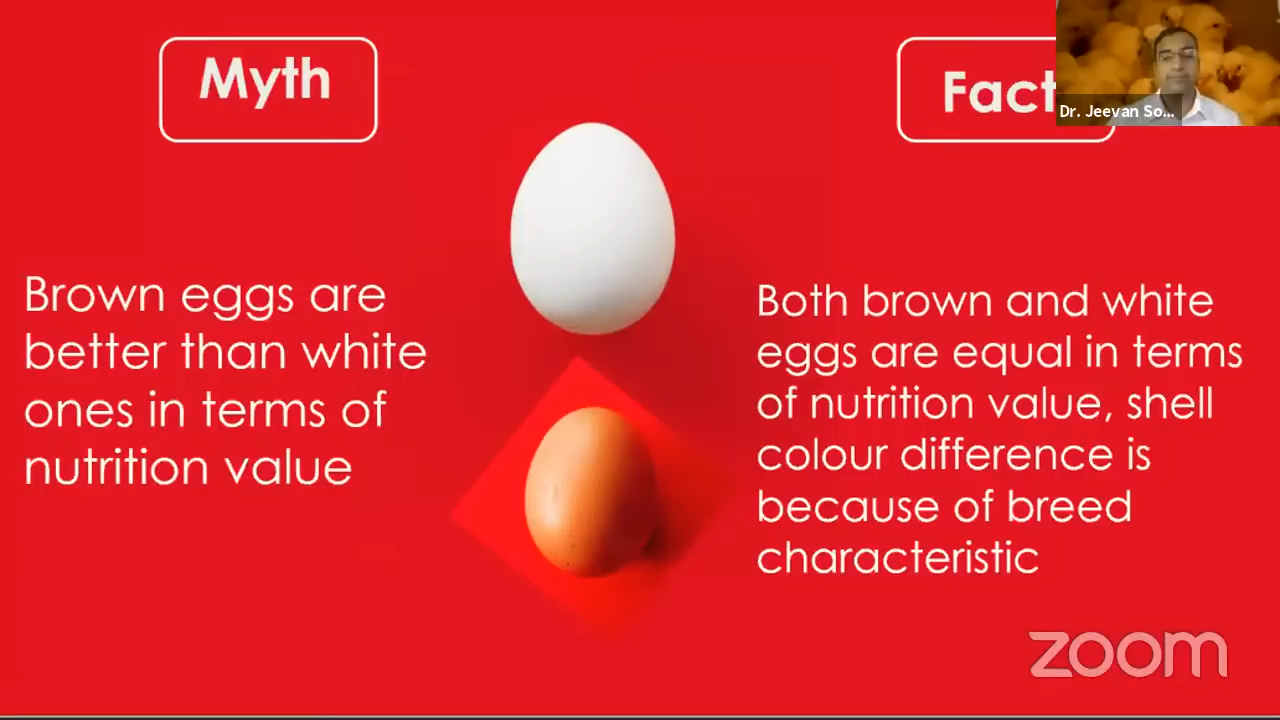 Myth
Fact
Dr. Jeevan So...
Brown eggs are
better than white
ones in terms of
nutrition value
Both brown and white
eggs are equal in terms
of nutrition value, shell
colour difference is
because of breed
characteristic
zoom